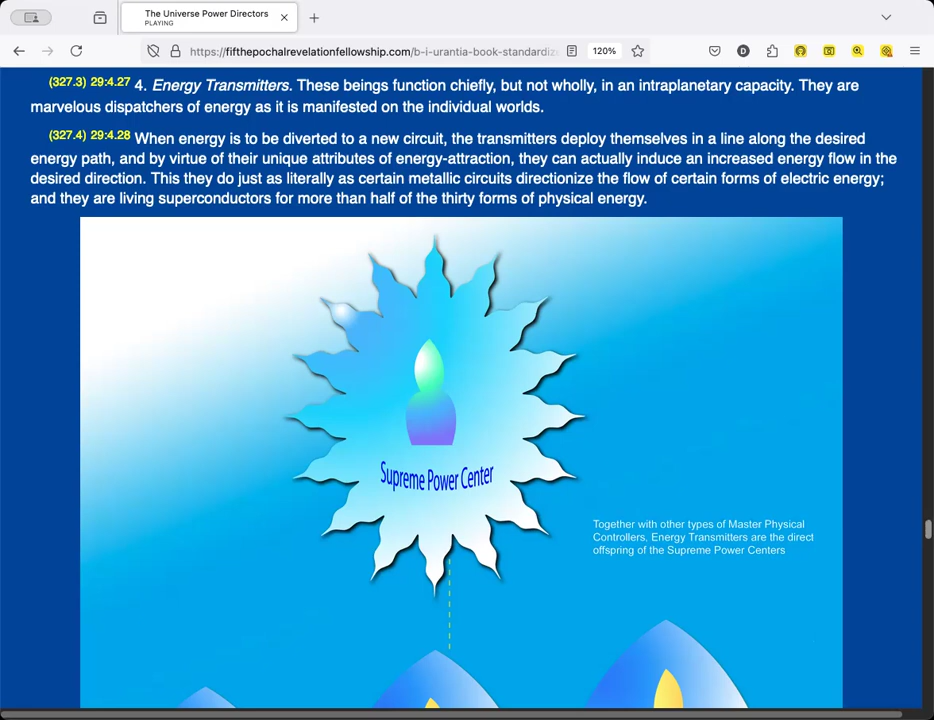 The Universe Power Directors
PLAYING
https://fifthepochalrevelationfellowship.com/b-i-urantia-book-standardiz
120%
(327.3) 29:4.27 4. Energy Transmitters. These beings function chiefly, but not wholly, in an intraplanetary capacity. They are
marvelous dispatchers of energy as it is manifested on the individual worlds.
(327.4) 29:4.28 When energy is to be diverted to a new circuit, the transmitters deploy themselves in a line along the desired
energy path, and by virtue of their unique attributes of energy-attraction, they can actually induce an increased energy flow in the
desired direction. This they do just as literally as certain metallic circuits directionize the flow of certain forms of electric energy;
and they are living superconductors for more than half of the thirty forms of physical energy.
Supreme Power Center
Together with other types of Master Physical
Controllers, Energy Transmitters are the direct
offspring of the Supreme Power Centers